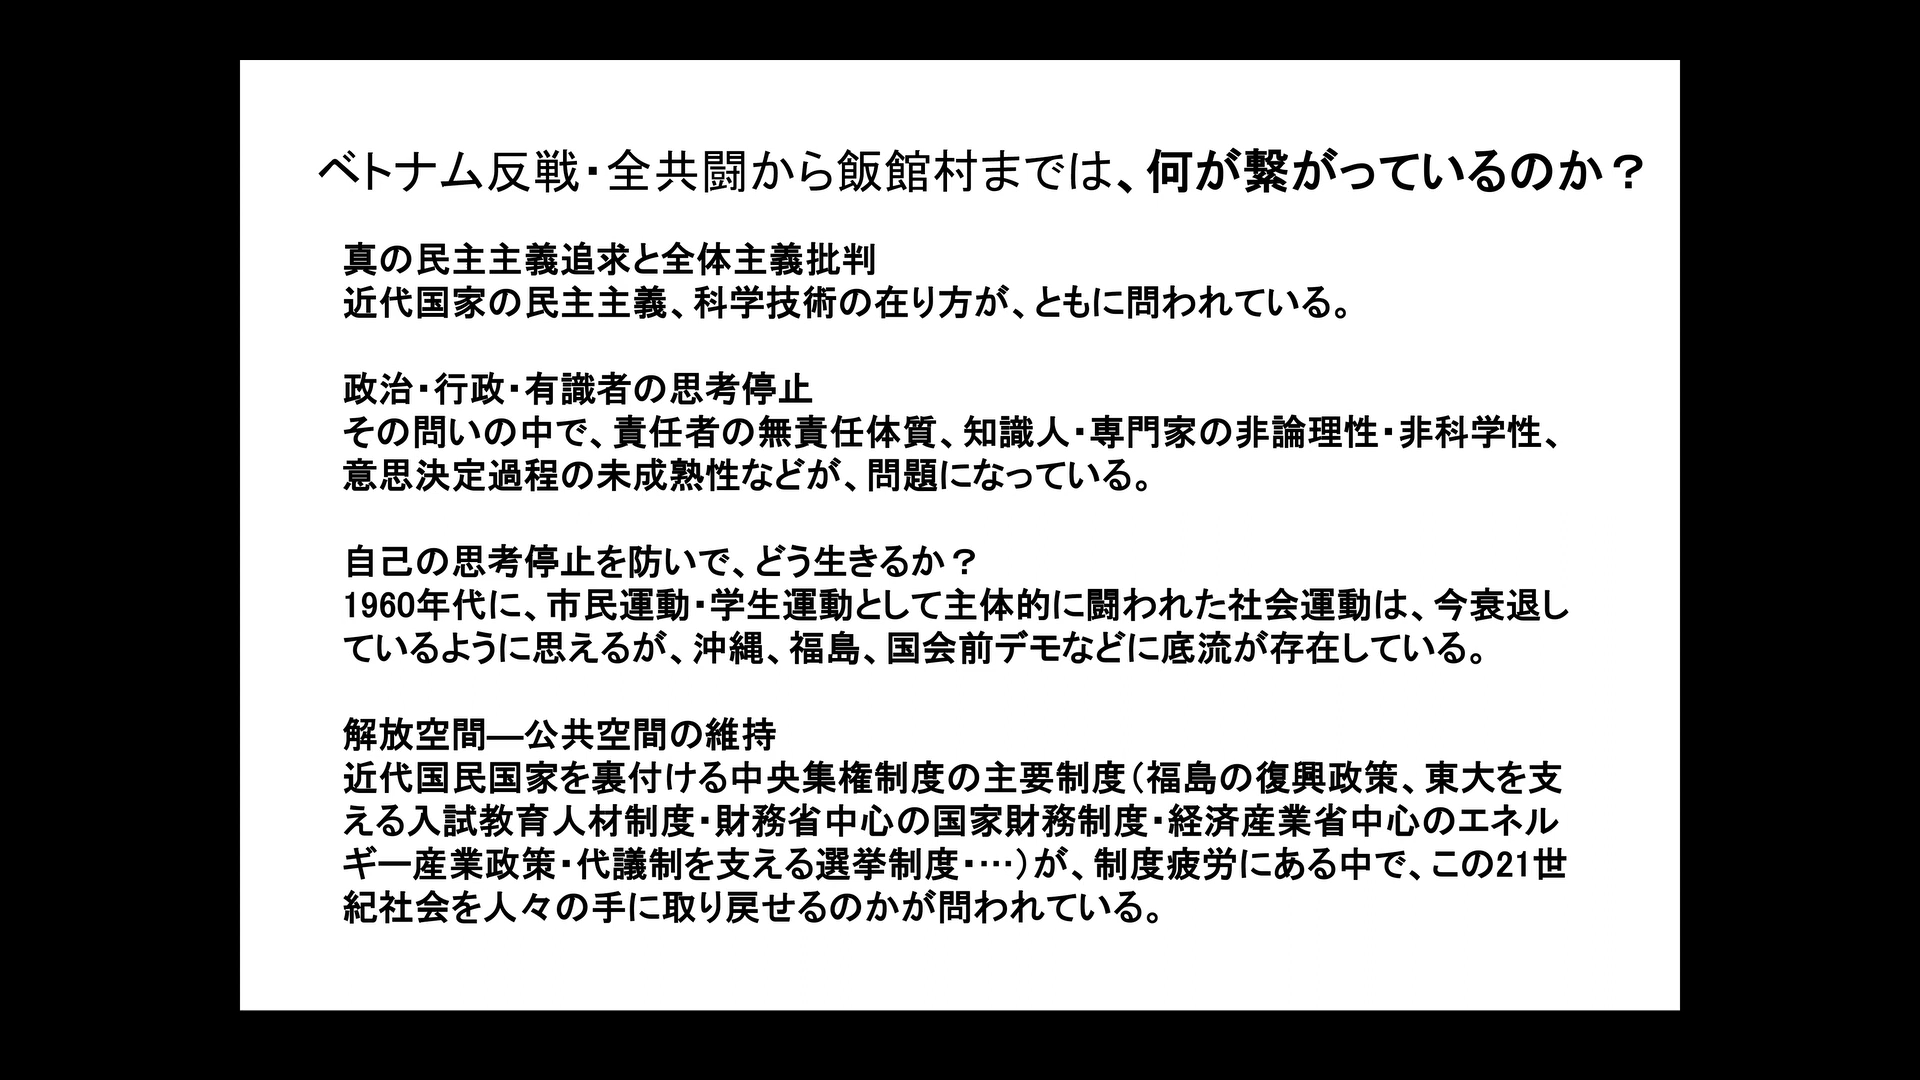 ベトナム反戦・全共闘から飯館村までは、何が繋がっているのか？
真の民主主義追求と全体主義批判
近代国家の民主主義、科学技術の在り方が、ともに問われている。
政治・行政・有識者の思考停止
その問いの中で、責任者の無責任体質、知識人・専門家の非論理性・非科学性、
意思決定過程の未成熟性などが、問題になっている。
自己の思考停止を防いで、どう生きるか？
1960年代に、市民運動・学生運動として主体的に闘われた社会運動は、今衰退し
ているように思えるが、沖縄、福島、国会前デモなどに底流が存在している。
解放空間―公共空間の維持
近代国民国家を裏付ける中央集権制度の主要制度（福島の復興政策、東大を支
える入試教育人材制度・財務省中心の国家財務制度・経済産業省中心のエネル
ギー産業政策・代議制を支える選挙制度・…）が、制度疲労にある中で、この21世
紀社会を人々の手に取り戻せるのかが問われている。